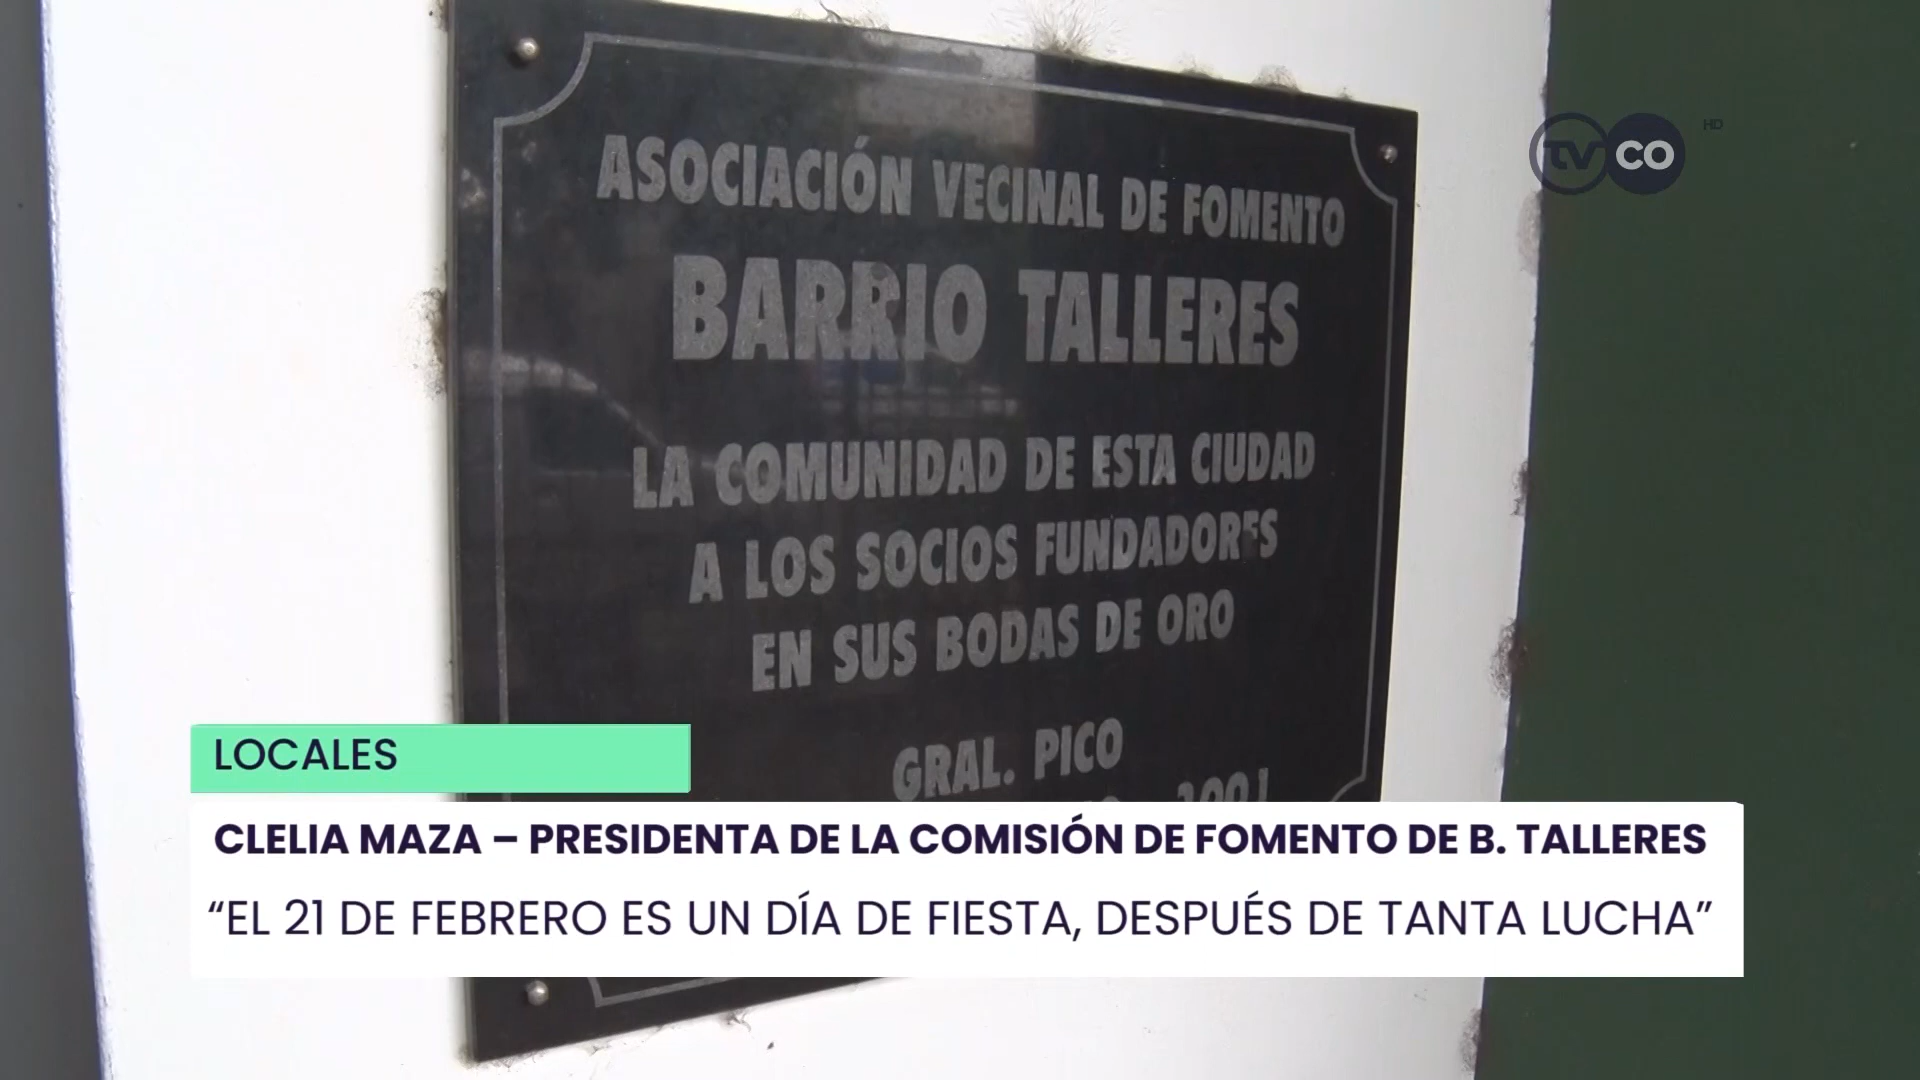 TVCO HD
ASOCIACIÓN VECINAL DE FOMENTO
BARRIO TALLERES
LA COMUNIDAD DE ESTA CIUDAD
A LOS SOCIOS FUNDADORES
EN SUS BODAS DE ORO
GRAL. PICO
LOCALES
CLELIA MAZA – PRESIDENTA DE LA COMISIÓN DE FOMENTO DE B. TALLERES
“EL 21 DE FEBRERO ES UN DÍA DE FIESTA, DESPUÉS DE TANTA LUCHA”